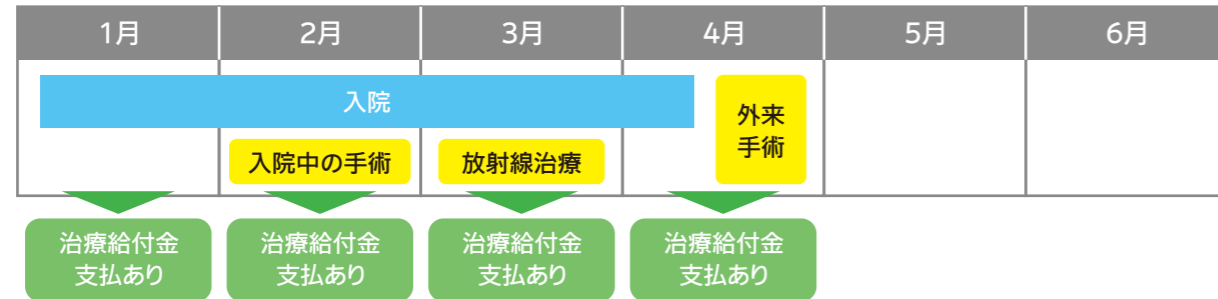 1月 2月 3月 4月 5月 6月
入院
外来
手術
入院中の手術 放射線治療
治療給付金 治療給付金 治療給付金 治療給付金
支払あり 支払あり 支払あり 支払あり